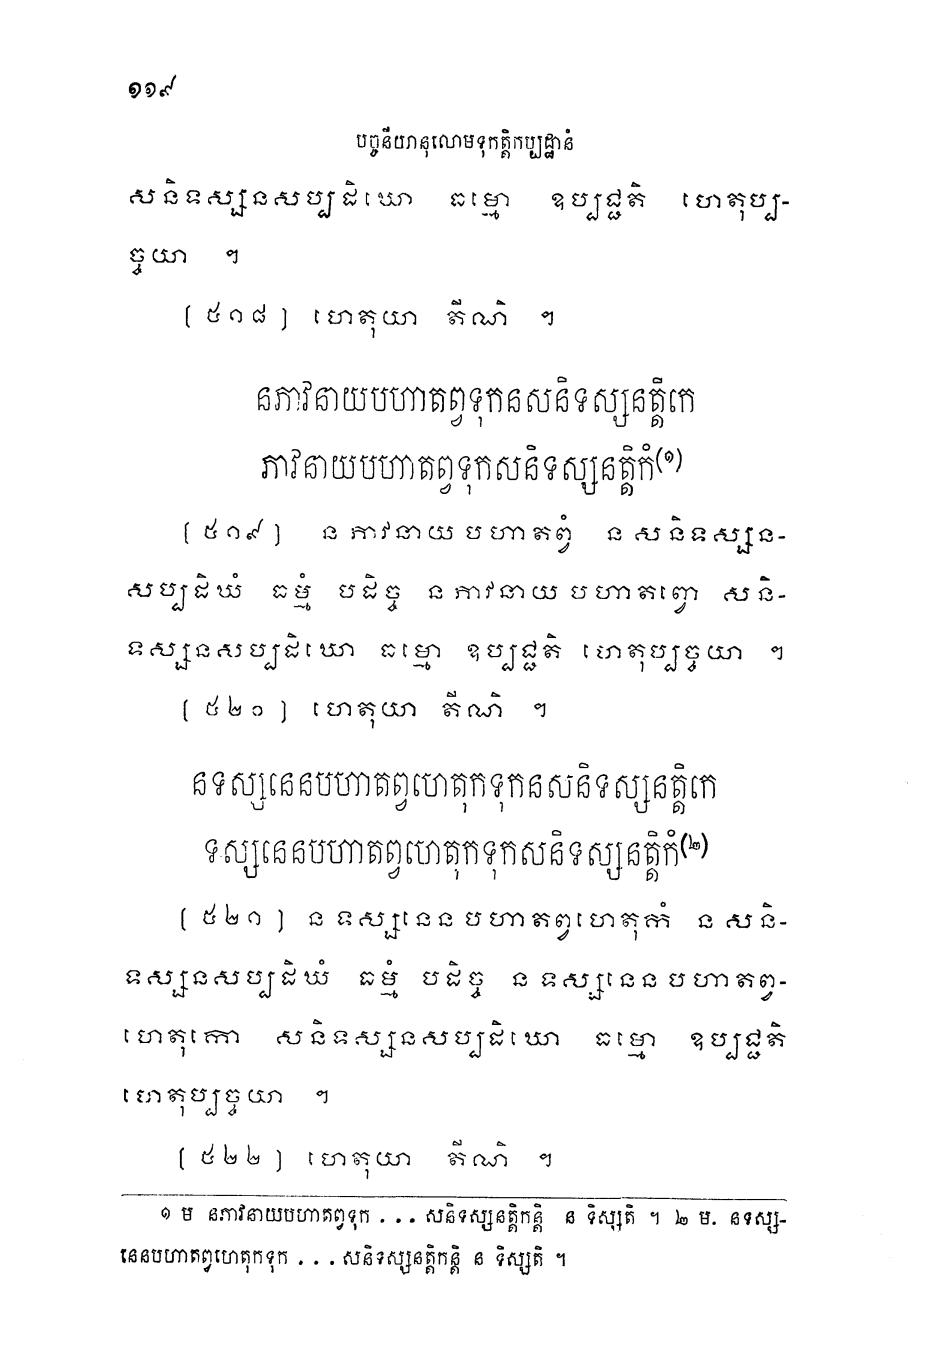 ១១៩
បច្ចនីយានុលោមទុកត្តិកប្បដ្ឋានំ
សនិទស្សនសប្បដិឃោ ធម្មោ ឧប្បជ្ជតិ ហេតុប្ប-
ច្ចយា ។
[ ៥១៨ ] ហេតុយា តីណិ ។
នភាវនាយបហាតព្វទុកនសនិទស្សនត្តិកេ
ភាវនាយបហាតព្វទុកសនិទស្សនត្តិកំ(១)
[ ៥១៩ ] ន ភាវនាយ បហាតព្វំ ន សនិទស្សន-
សប្បដិឃំ ធម្មំ បដិច្ច ន ភាវនាយ បហាតព្វោ សនិ-
ទស្សនសប្បដិឃោ ធម្មោ ឧប្បជ្ជតិ ហេតុប្បច្ចយា ។
[ ៥២០ ] ហេតុយា តីណិ ។
នទស្សនេនបហាតព្វហេតុកទុកនសនិទស្សនត្តិកេ
ទស្សនេនបហាតព្វហេតុកទុកសនិទស្សនត្តិកំ(២)
[ ៥២១ ] ន ទស្សនេន បហាតព្វហេតុកំ ន សនិ-
ទស្សនសប្បដិឃំ ធម្មំ បដិច្ច ន ទស្សនេន បហាតព្វ-
ហេតុកោ សនិទស្សនសប្បដិឃោ ធម្មោ ឧប្បជ្ជតិ
ហេតុប្បច្ចយា ។
[ ៥២២ ] ហេតុយា តីណិ ។
១ ម នភាវនាយបហាតព្វទុក ... សនិទស្សនត្តិកន្តិ ន ទិស្សតិ ។ ២ ម. នទស្ស-
នេនបហាតព្វហេតុកទុក ... សនិទស្សនត្តិកន្តិ ន ទិស្សតិ ។